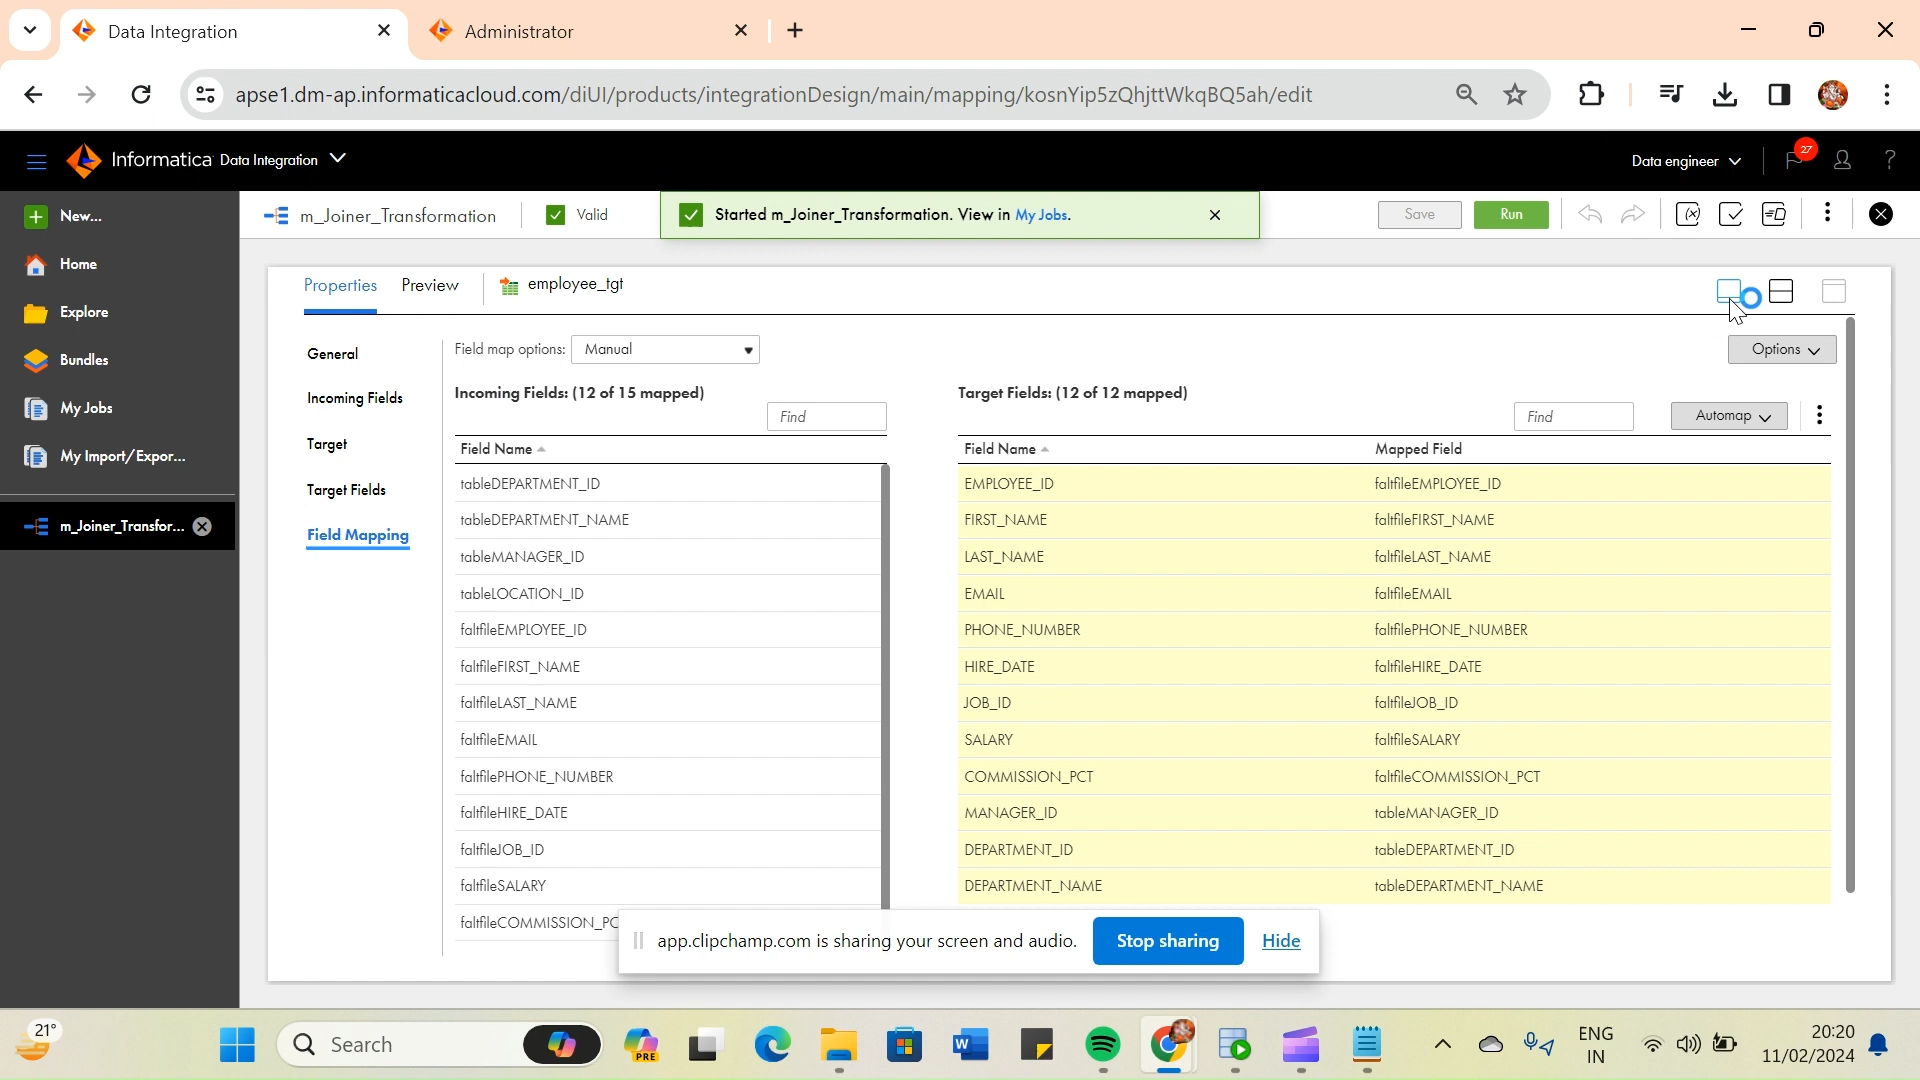 Data Integration
Administrator
apse1.dm-ap.informaticacloud.com/diUI/products/integrationDesign/main/mapping/kosnYip5zQhjttWkqBQ5ah/edit
Informatica Data Integration
Data engineer
27
?
New...
m_Joiner_Transformation
Valid
Started m_Joiner_Transformation. View in My Jobs.
Save
Run
Home
Explore
Bundles
My Jobs
My Import/Expor...
m_Joiner_Transfor...
Properties
Preview
employee_tgt
General
Incoming Fields
Target
Target Fields
Field Mapping
Field map options:
Manual
Options
Incoming Fields: (12 of 15 mapped)
Find
Field Name
tableDEPARTMENT_ID
tableDEPARTMENT_NAME
tableMANAGER_ID
tableLOCATION_ID
faltfileEMPLOYEE_ID
faltfileFIRST_NAME
faltfileLAST_NAME
faltfileEMAIL
faltfilePHONE_NUMBER
faltfileHIRE_DATE
faltfileJOB_ID
faltfileSALARY
faltfileCOMMISSION_PC
Target Fields: (12 of 12 mapped)
Find
Automap
Field Name Mapped Field
EMPLOYEE_ID faltfileEMPLOYEE_ID
FIRST_NAME faltfileFIRST_NAME
LAST_NAME faltfileLAST_NAME
EMAIL faltfileEMAIL
PHONE_NUMBER faltfilePHONE_NUMBER
HIRE_DATE faltfileHIRE_DATE
JOB_ID faltfileJOB_ID
SALARY faltfileSALARY
COMMISSION_PCT faltfileCOMMISSION_PCT
MANAGER_ID tableMANAGER_ID
DEPARTMENT_ID tableDEPARTMENT_ID
DEPARTMENT_NAME tableDEPARTMENT_NAME
app.clipchamp.com is sharing your screen and audio.
Stop sharing
Hide
21°
Search
PRE
W
ENG
IN
20:20
11/02/2024